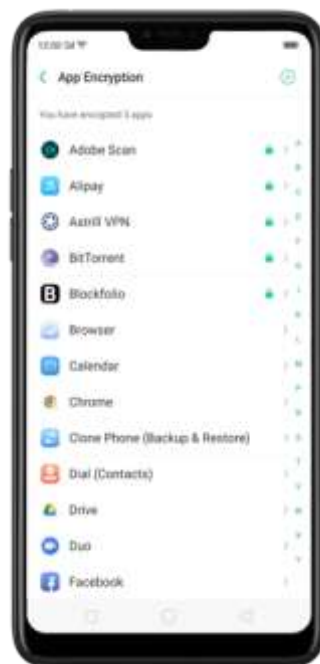 App Encryption
You have encrypted 5 apps
Adobe Scan
Alipay
Astrill VPN
BitTorrent
B Blockfolio
Browser
Calendar
Chrome
Clone Phone (Backup & Restore)
Dial (Contacts)
Drive
Duo
Facebook